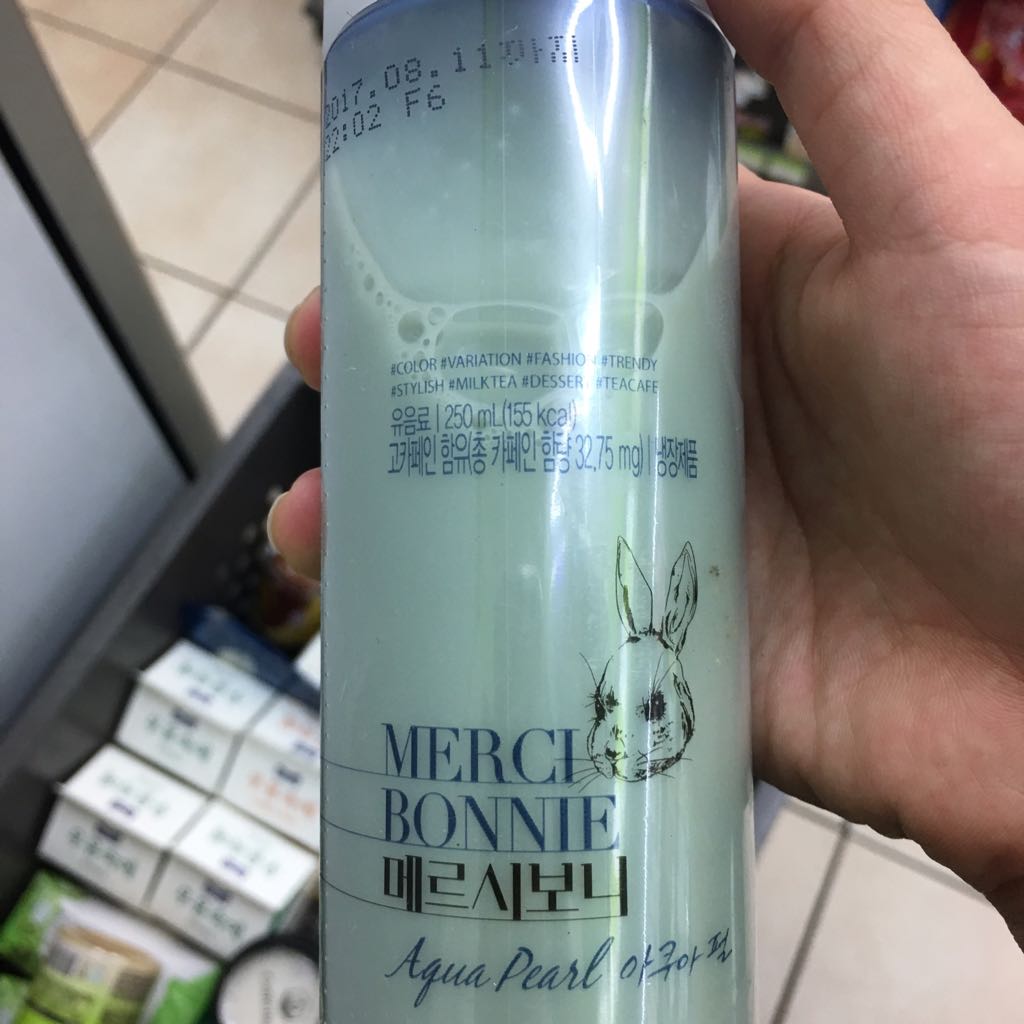 2017.08.11까지
22:02 F6
#COLOR #VARIATION #FASHION #TRENDY
#STYLISH #MILKTEA #DESSERT #TEACAFE
유음료 | 250 mL(155 kcal)
고카페인 함유(총 카페인 함량 32.75 mg) | 냉장제품
MERCI
BONNIE
메르시보니
Aqua Pearl 아쿠아 펄